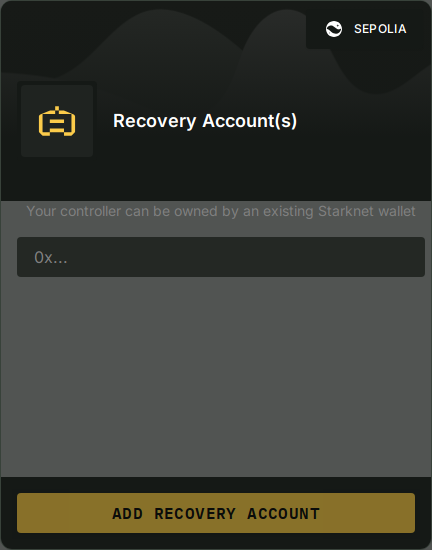 SEPOLIA
Recovery Account(s)
Your controller can be owned by an existing Starknet wallet
0x...
ADD RECOVERY ACCOUNT